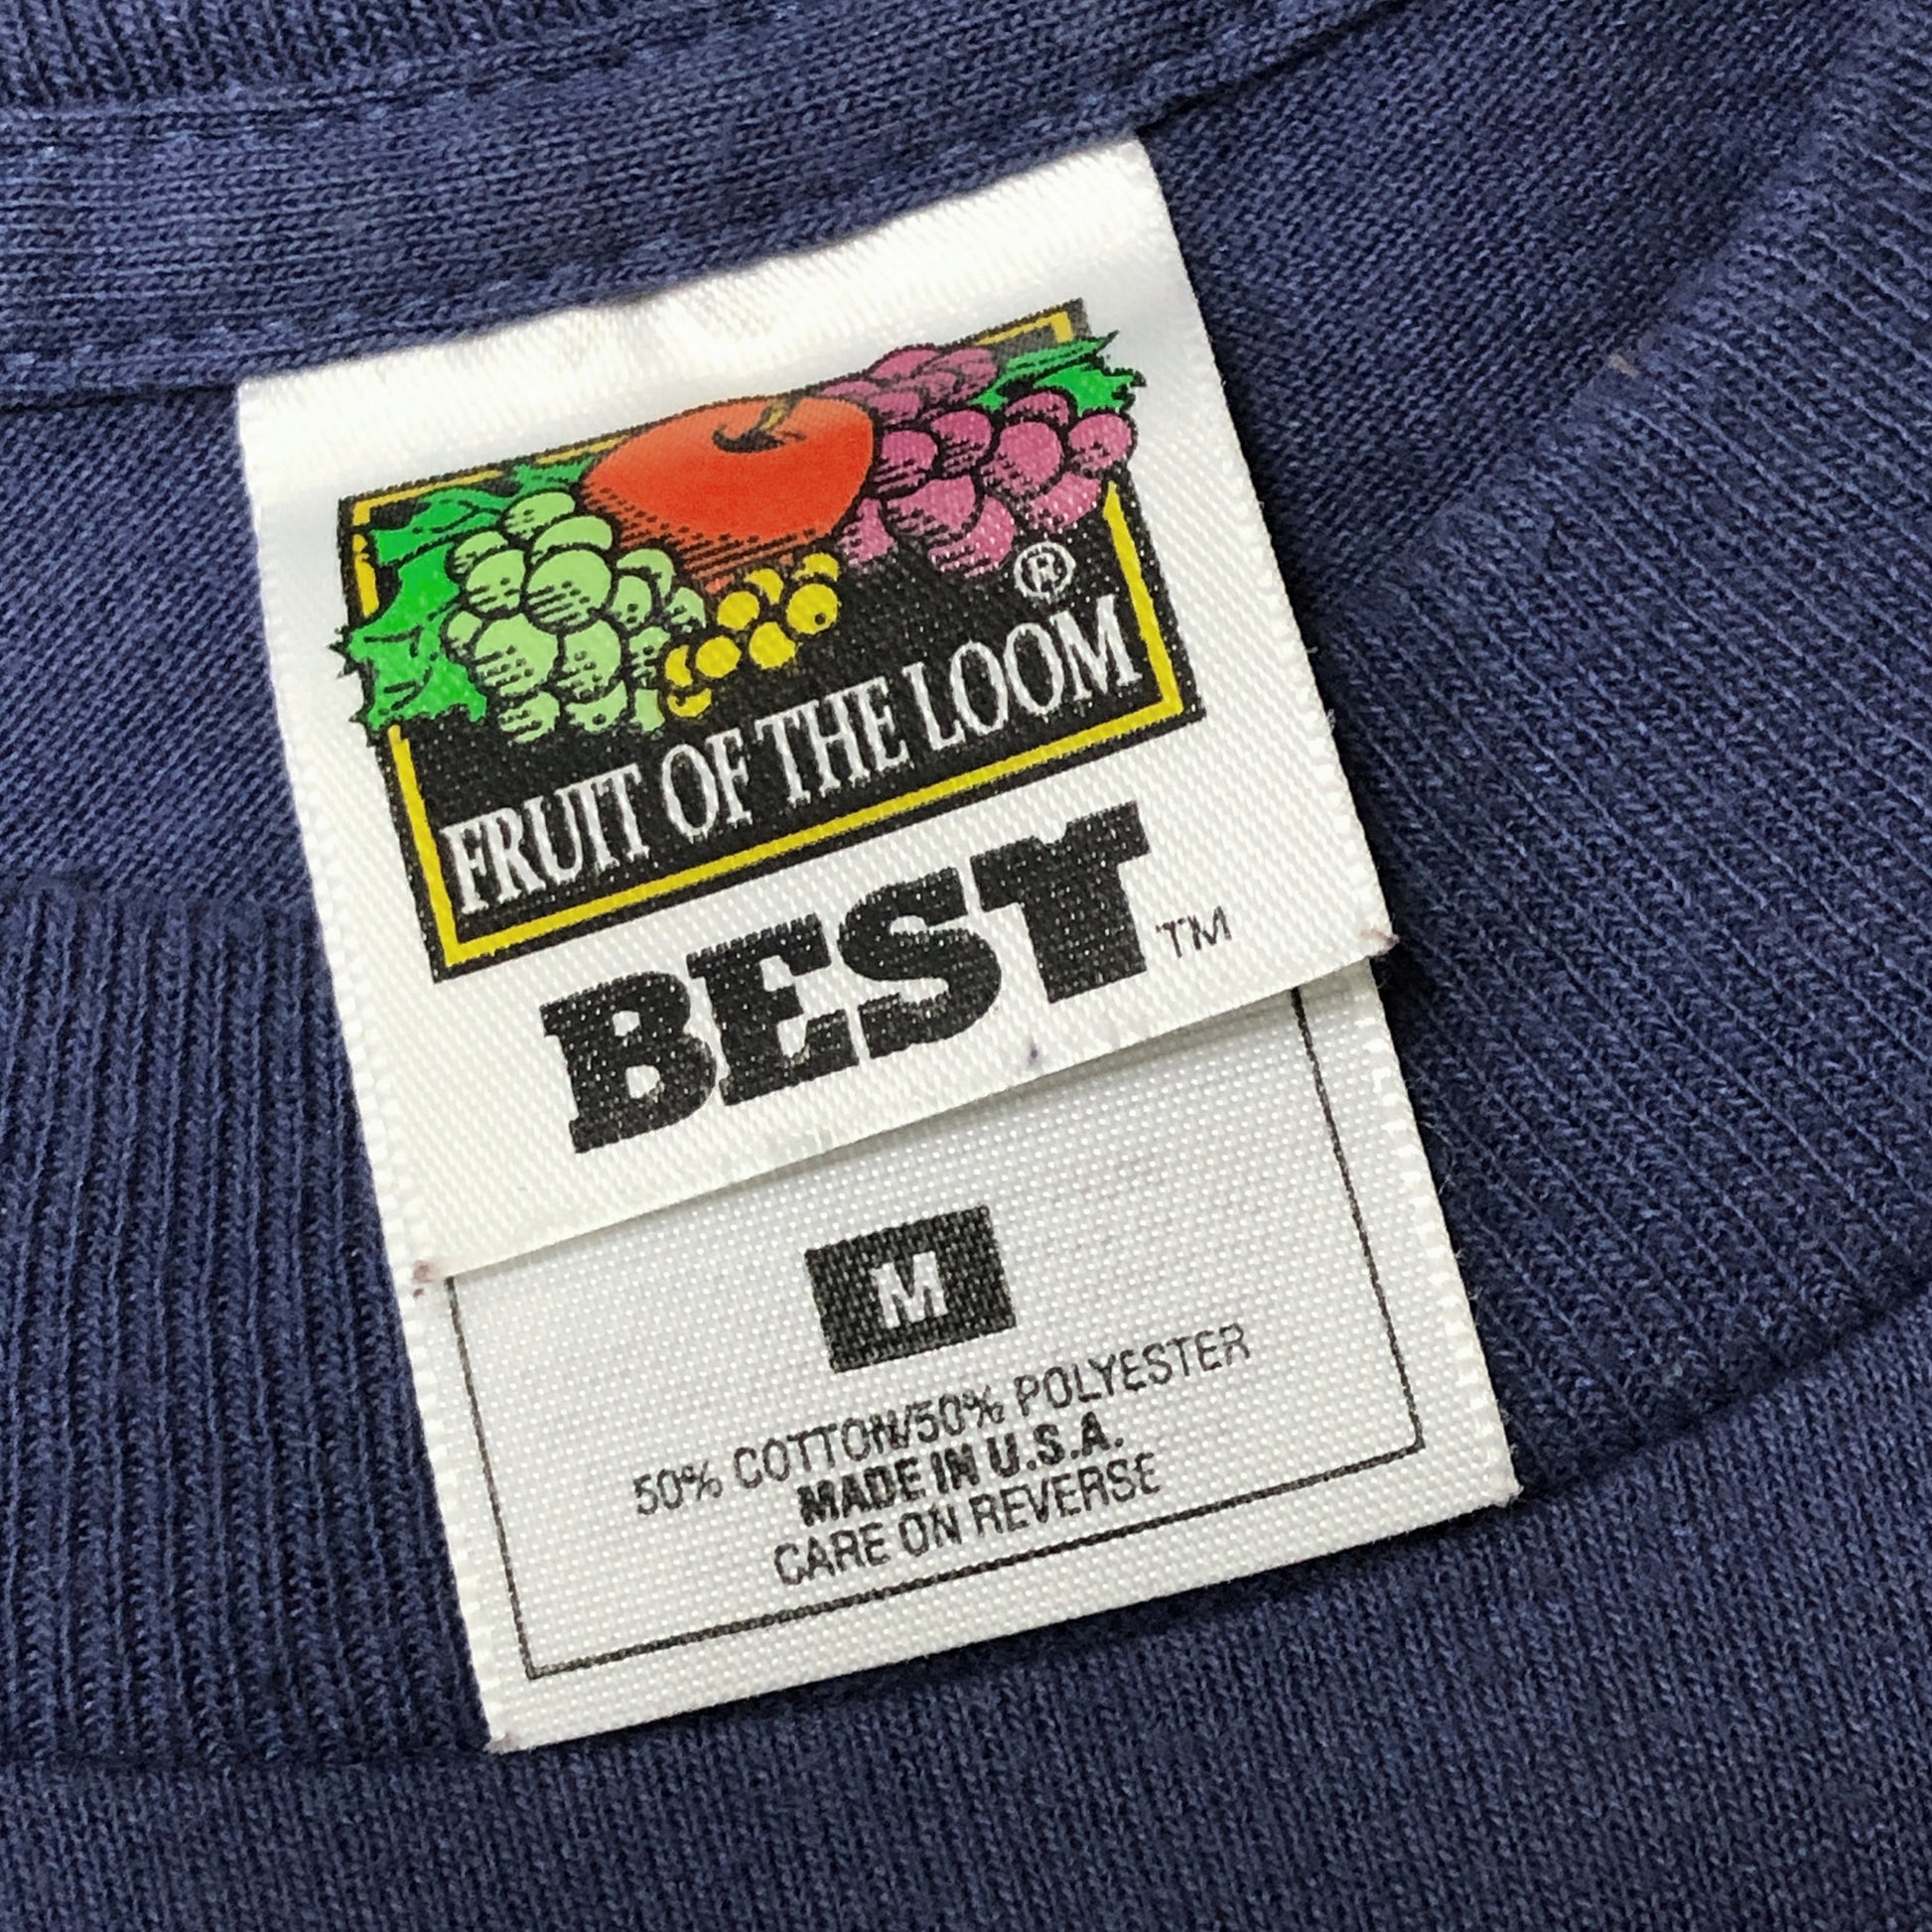 ®
FRUIT OF THE LOOM
BEST™
M
50% COTTON/50% POLYESTER
MADE IN U.S.A.
CARE ON REVERSE